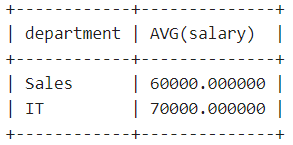 +------------+--------------+
| department | AVG(salary)  |
+------------+--------------+
| Sales      | 60000.000000 |
| IT         | 70000.000000 |
+------------+--------------+